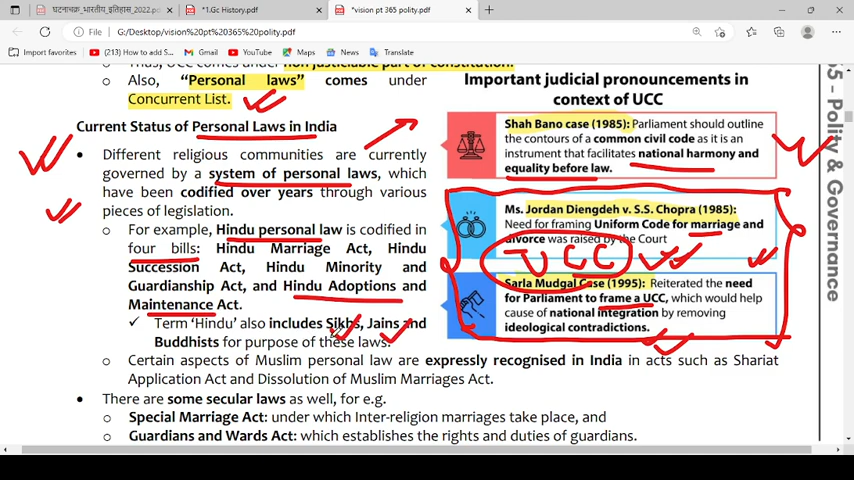 घटनाचक्र_भारतीय_इतिहास_2022.pdf
*1.Gc History.pdf
*vision pt 365 polity.pdf
File | G:/Sekdip/vision%20pt%20365%20polity.pdf
Import favorites
(213) How to add S...
Gmail
YouTube
Maps
News
Translate
Thus, UCC comes under non justiciable part of constitution.
Also, "Personal laws" comes under
Concurrent List.
Current Status of Personal Laws in India
• Different religious communities are currently
governed by a system of personal laws, which
have been codified over years through various
pieces of legislation.
o For example, Hindu personal law is codified in
four bills: Hindu Marriage Act, Hindu
Succession Act, Hindu Minority and
Guardianship Act, and Hindu Adoptions and
Maintenance Act.
✓ Term 'Hindu' also includes Sikhs, Jains and
Buddhists for purpose of these laws.
o Certain aspects of Muslim personal law are expressly recognised in India in acts such as Shariat
Application Act and Dissolution of Muslim Marriages Act.
• There are some secular laws as well, for e.g.
o Special Marriage Act: under which Inter-religion marriages take place, and
o Guardians and Wards Act: which establishes the rights and duties of guardians.
Important judicial pronouncements in
context of UCC
Shah Bano case (1985): Parliament should outline
the contours of a common civil code as it is an
instrument that facilitates national harmony and
equality before law.
Ms. Jordan Diengdeh v. S.S. Chopra (1985):
Need for framing Uniform Code for marriage and
divorce was raised by the Court
UCC
Sarla Mudgal Case (1995): Reiterated the need
for Parliament to frame a UCC, which would help
cause of national integration by removing
ideological contradictions.
65 - Polity & Governance